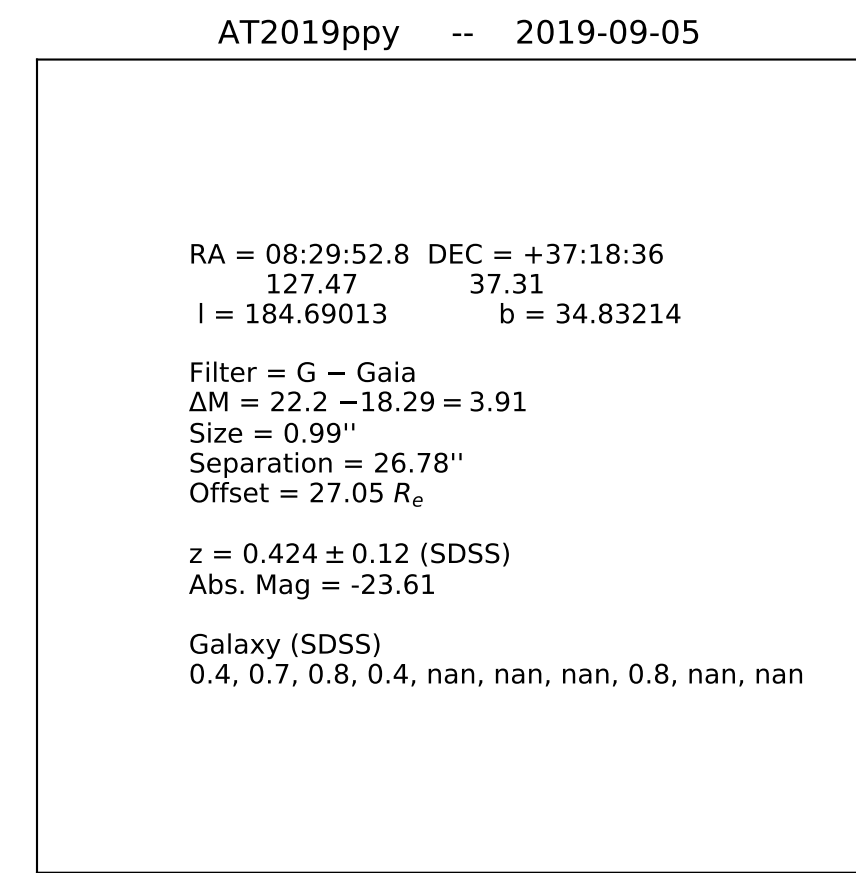 AT2019ppy -- 2019-09-05
RA = 08:29:52.8 DEC = +37:18:36
127.47 37.31
l = 184.69013 b = 34.83214
Filter = G − Gaia
ΔM = 22.2 −18.29 = 3.91
Size = 0.99''
Separation = 26.78''
Offset = 27.05 Rₑ
z = 0.424 ± 0.12 (SDSS)
Abs. Mag = -23.61
Galaxy (SDSS)
0.4, 0.7, 0.8, 0.4, nan, nan, nan, 0.8, nan, nan